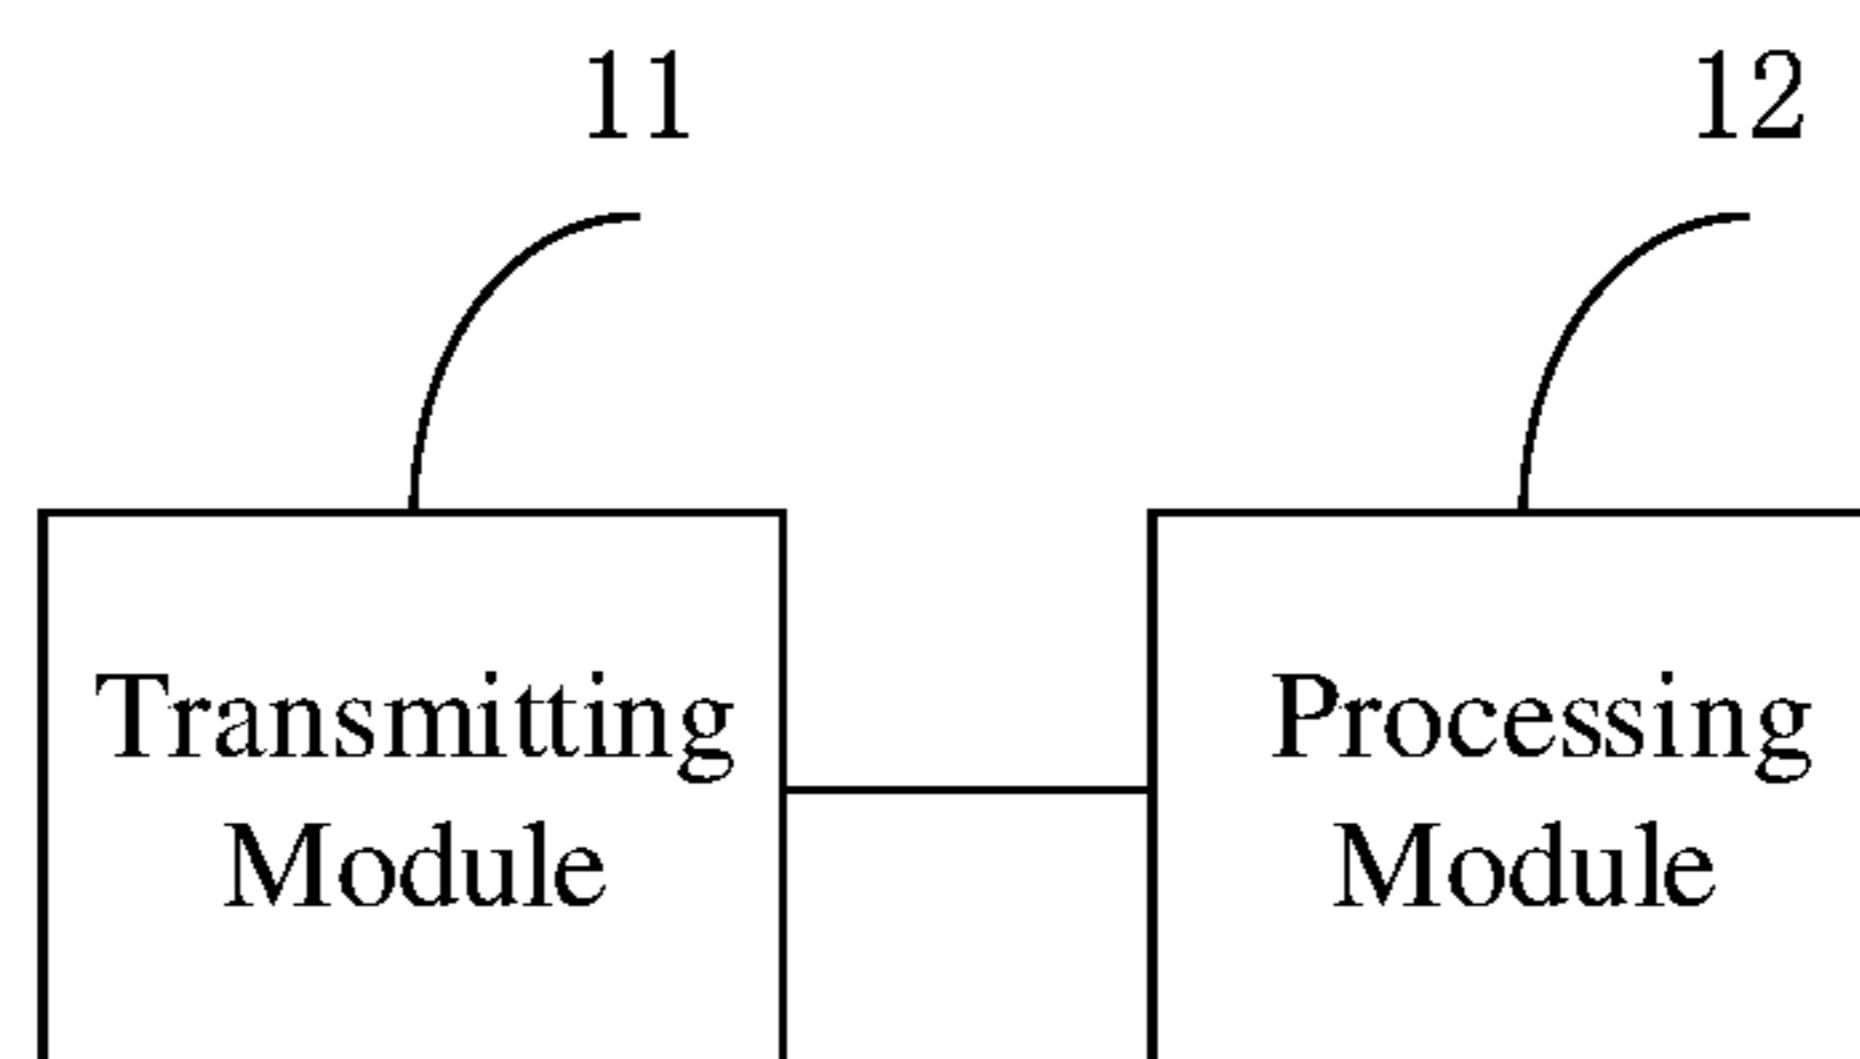 11
12
Transmitting
Module
Processing
Module